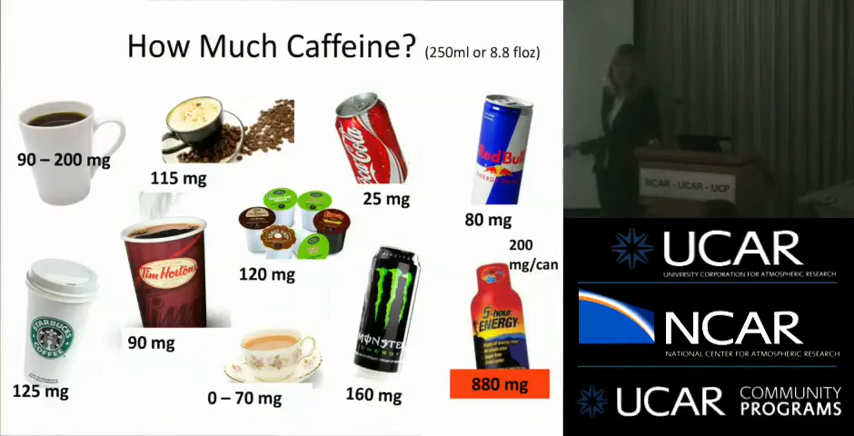 How Much Caffeine? (250ml or 8.8 floz)
90 – 200 mg
115 mg
Coca-Cola
25 mg
Red Bull
ENERGY
80 mg
NCAR · UCAR · UCP
Tim Hortons
120 mg
200
mg/can
STARBUCKS
COFFEE
125 mg
90 mg
0 – 70 mg
MONSTER
ENERGY
160 mg
5-hour
ENERGY
880 mg
UCAR
UNIVERSITY CORPORATION FOR ATMOSPHERIC RESEARCH
NCAR
NATIONAL CENTER FOR ATMOSPHERIC RESEARCH
UCAR COMMUNITY
PROGRAMS